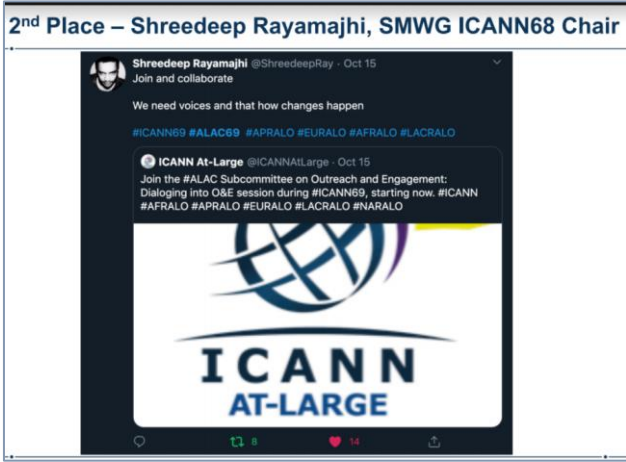 2nd Place – Shreedeep Rayamajhi, SMWG ICANN68 Chair
Shreedeep Rayamajhi @ShreedeepRay · Oct 15
Join and collaborate
We need voices and that how changes happen
#ICANN69 #ALAC69 #APRALO #EURALO #AFRALO #LACRALO
ICANN At-Large @ICANNAtLarge · Oct 15
Join the #ALAC Subcommittee on Outreach and Engagement:
Dialoging into O&E session during #ICANN69, starting now. #ICANN
#AFRALO #APRALO #EURALO #LACRALO #NARALO
ICANN
AT-LARGE
8 14